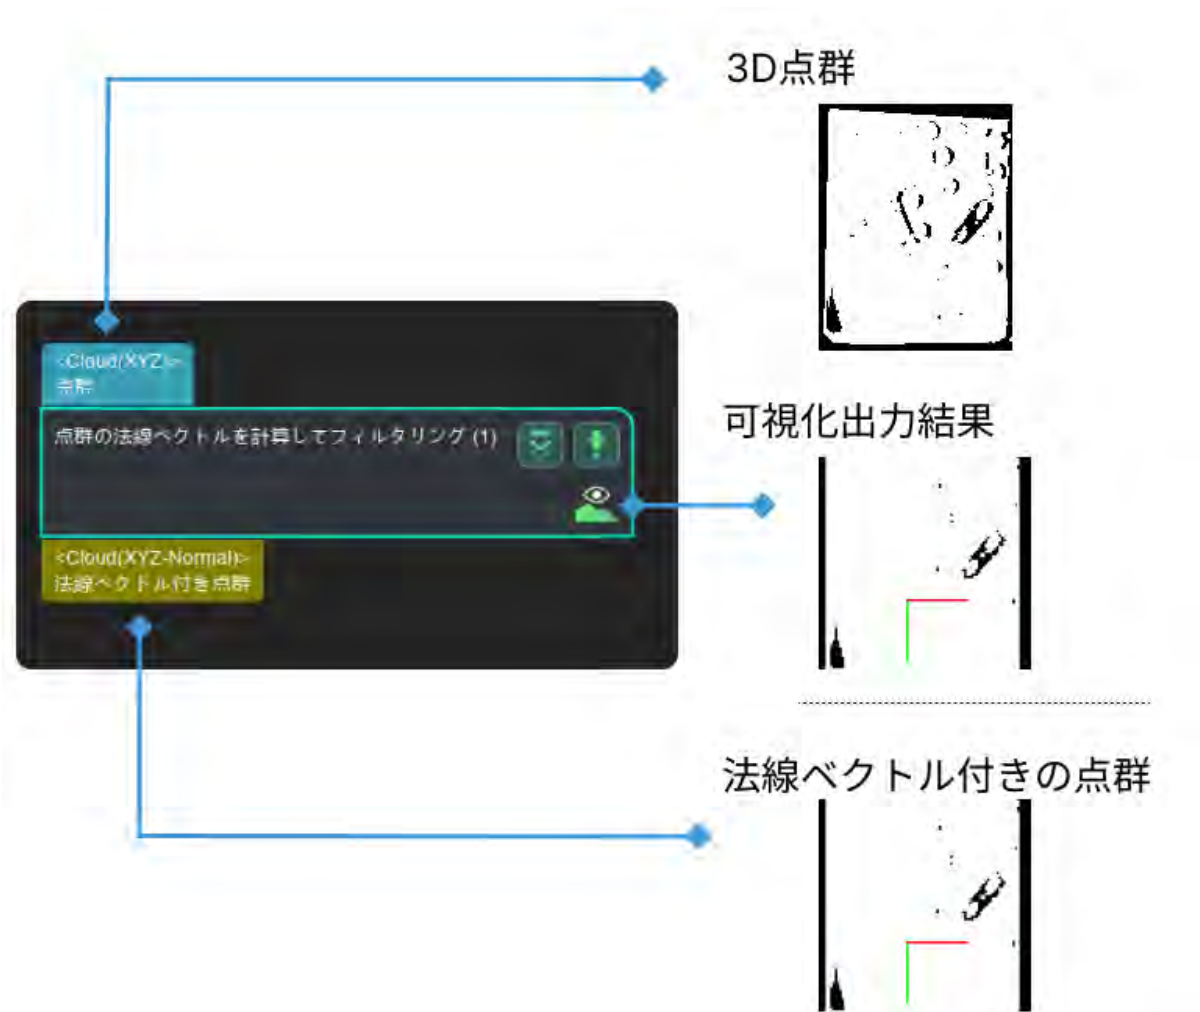 3D点群
<Cloud(XYZ)>
点群
点群の法線ベクトルを計算してフィルタリング (1)
可視化出力結果
<Cloud(XYZ-Normal)>
法線ベクトル付き点群
法線ベクトル付きの点群